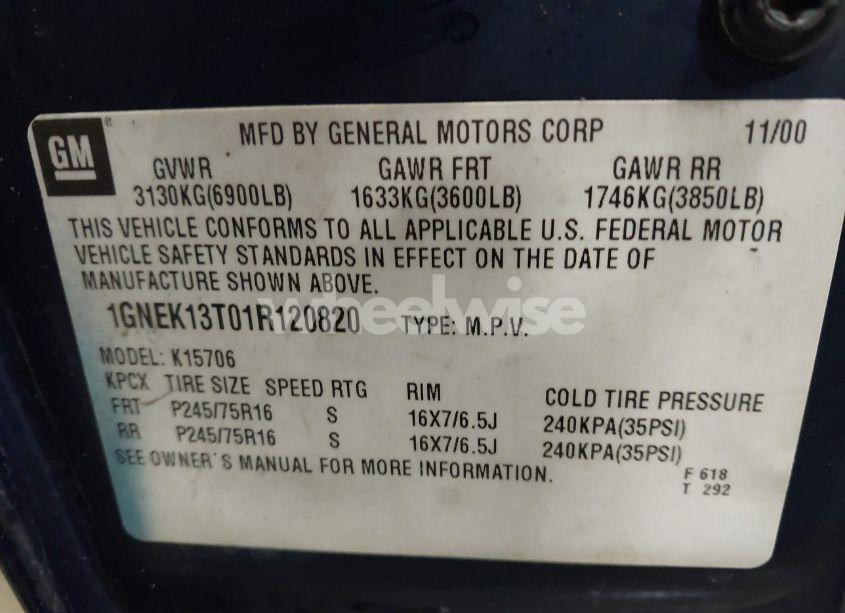 GM
MFD BY GENERAL MOTORS CORP 11/00
GVWR GAWR FRT GAWR RR
3130KG(6900LB) 1633KG(3600LB) 1746KG(3850LB)
THIS VEHICLE CONFORMS TO ALL APPLICABLE U.S. FEDERAL MOTOR
VEHICLE SAFETY STANDARDS IN EFFECT ON THE DATE OF
MANUFACTURE SHOWN ABOVE.
wheelwise
1GNEK13T01R120820 TYPE: M.P.V.
MODEL: K15706
KPCX TIRE SIZE SPEED RTG RIM COLD TIRE PRESSURE
FRT P245/75R16 S 16X7/6.5J 240KPA(35PSI)
RR P245/75R16 S 16X7/6.5J 240KPA(35PSI)
SEE OWNER'S MANUAL FOR MORE INFORMATION.
F 618
T 292